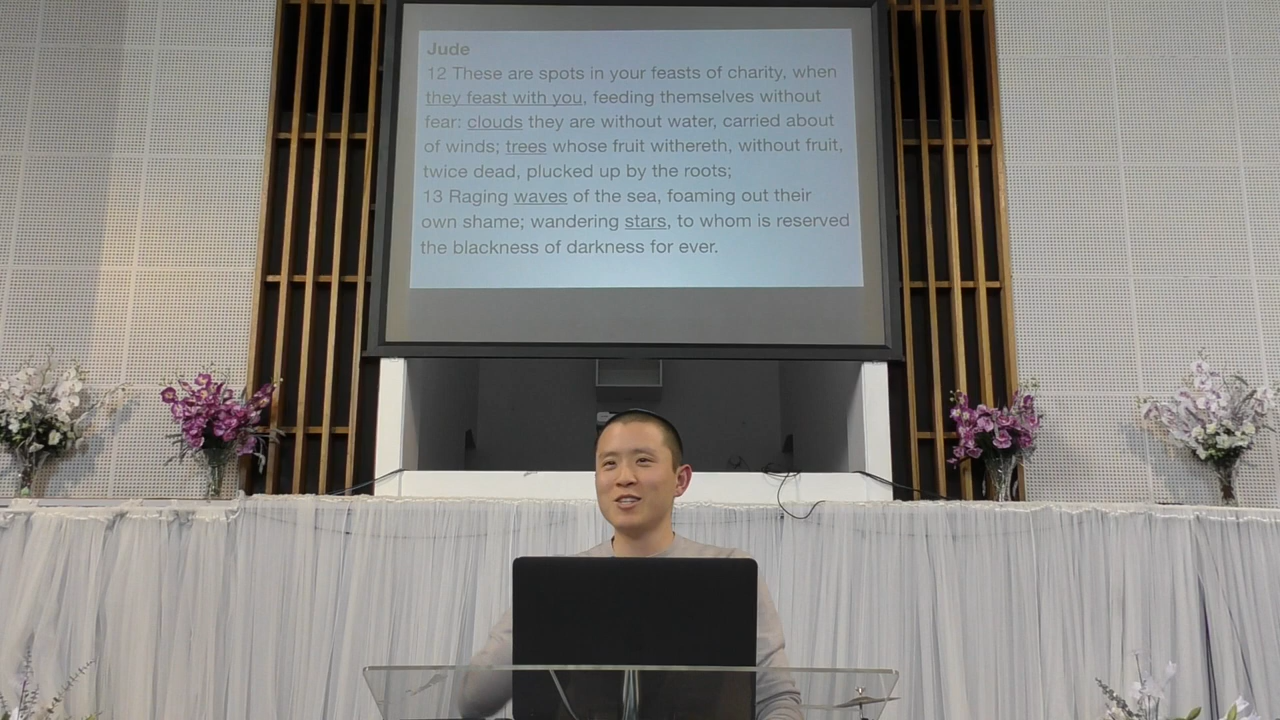 Jude
12 These are spots in your feasts of charity, when
they feast with you, feeding themselves without
fear: clouds they are without water, carried about
of winds; trees whose fruit withereth, without fruit,
twice dead, plucked up by the roots;
13 Raging waves of the sea, foaming out their
own shame; wandering stars, to whom is reserved
the blackness of darkness for ever.